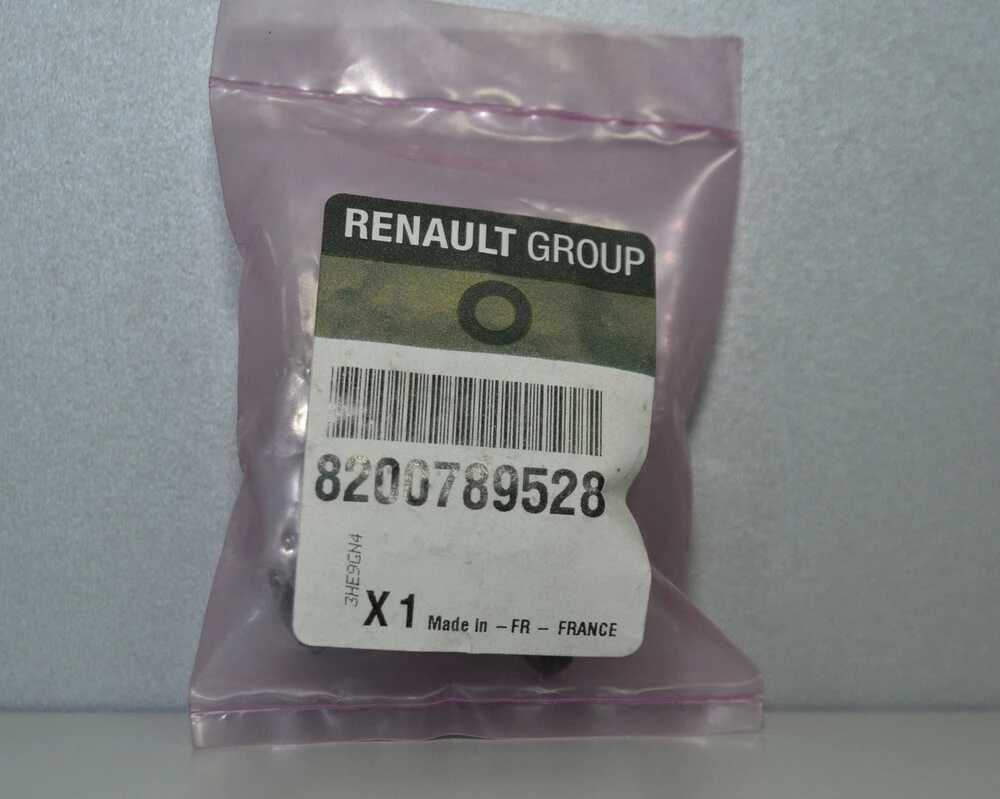 RENAULT GROUP
8200789528
3HE9GN4
X1 Made in – FR – FRANCE